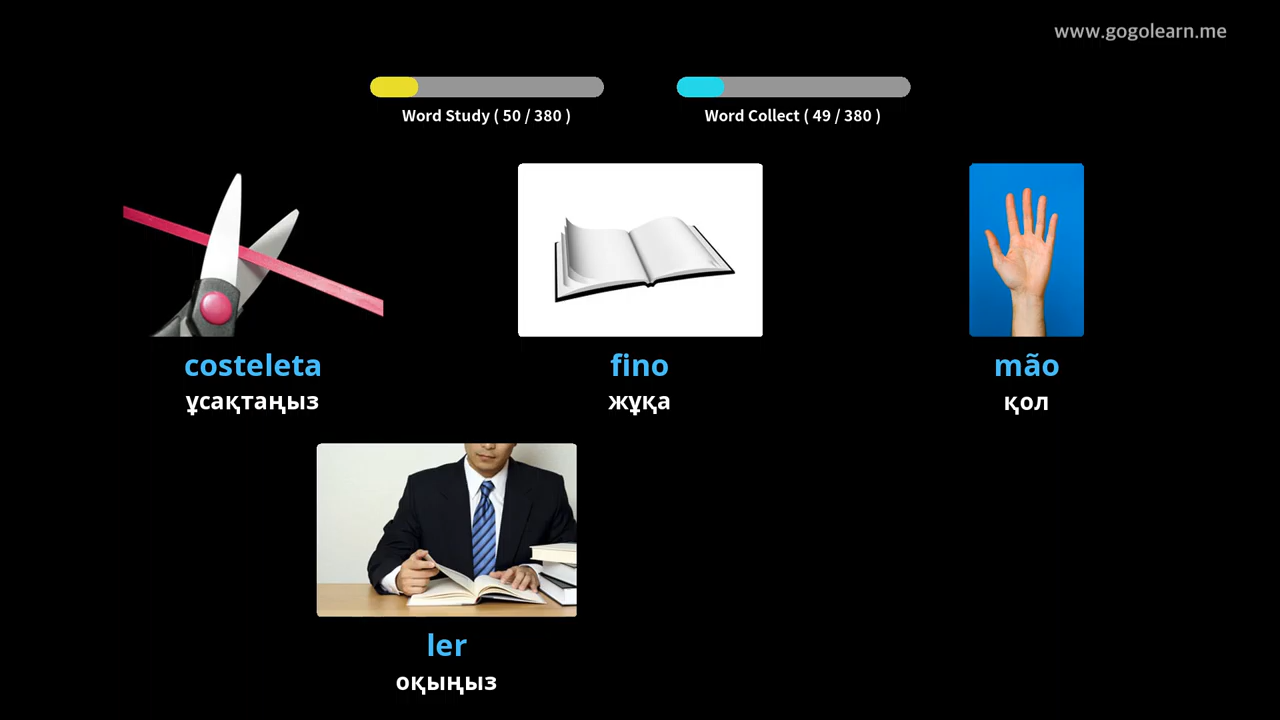 www.gogolearn.me
Word Study ( 50 / 380 )
Word Collect ( 49 / 380 )
costeleta
ұсақтаңыз
fino
жұқа
mão
қол
ler
оқыңыз